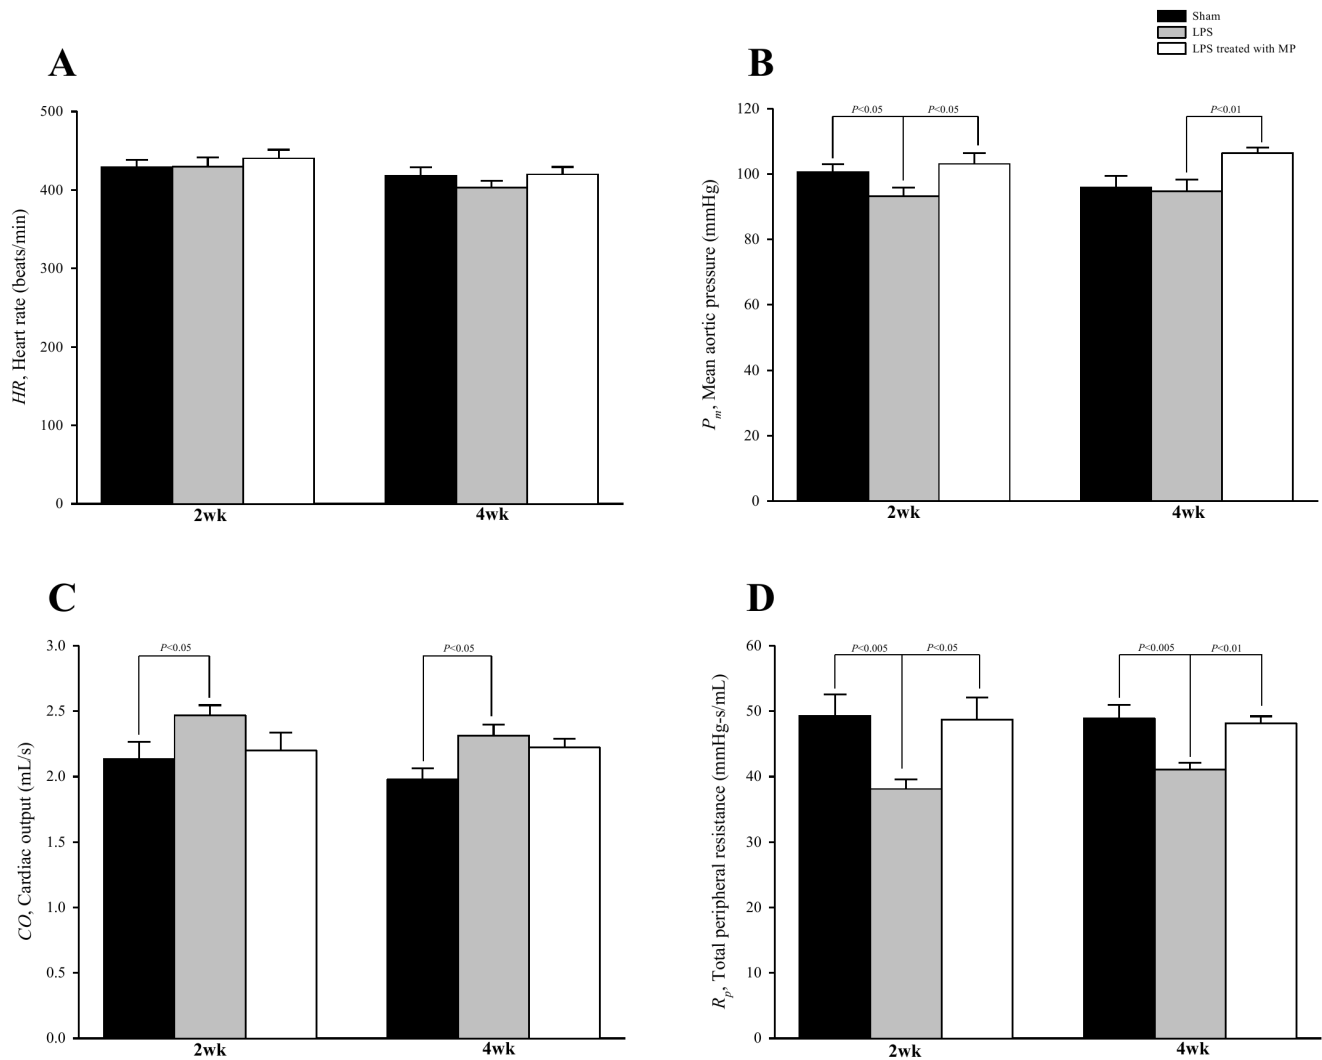 Sham
LPS
LPS treated with MP
A
500
400
300
200
100
0
HR, Heart rate (beats/min)
2wk
4wk
B
120
100
80
60
40
20
0
Pm, Mean aortic pressure (mmHg)
P<0.05
P<0.05
P<0.01
2wk
4wk
C
3.0
2.5
2.0
1.5
1.0
0.5
0.0
CO, Cardiac output (mL/s)
P<0.05
P<0.05
2wk
4wk
D
60
50
40
30
20
10
0
Rp, Total peripheral resistance (mmHg-s/mL)
P<0.005
P<0.05
P<0.005
P<0.01
2wk
4wk